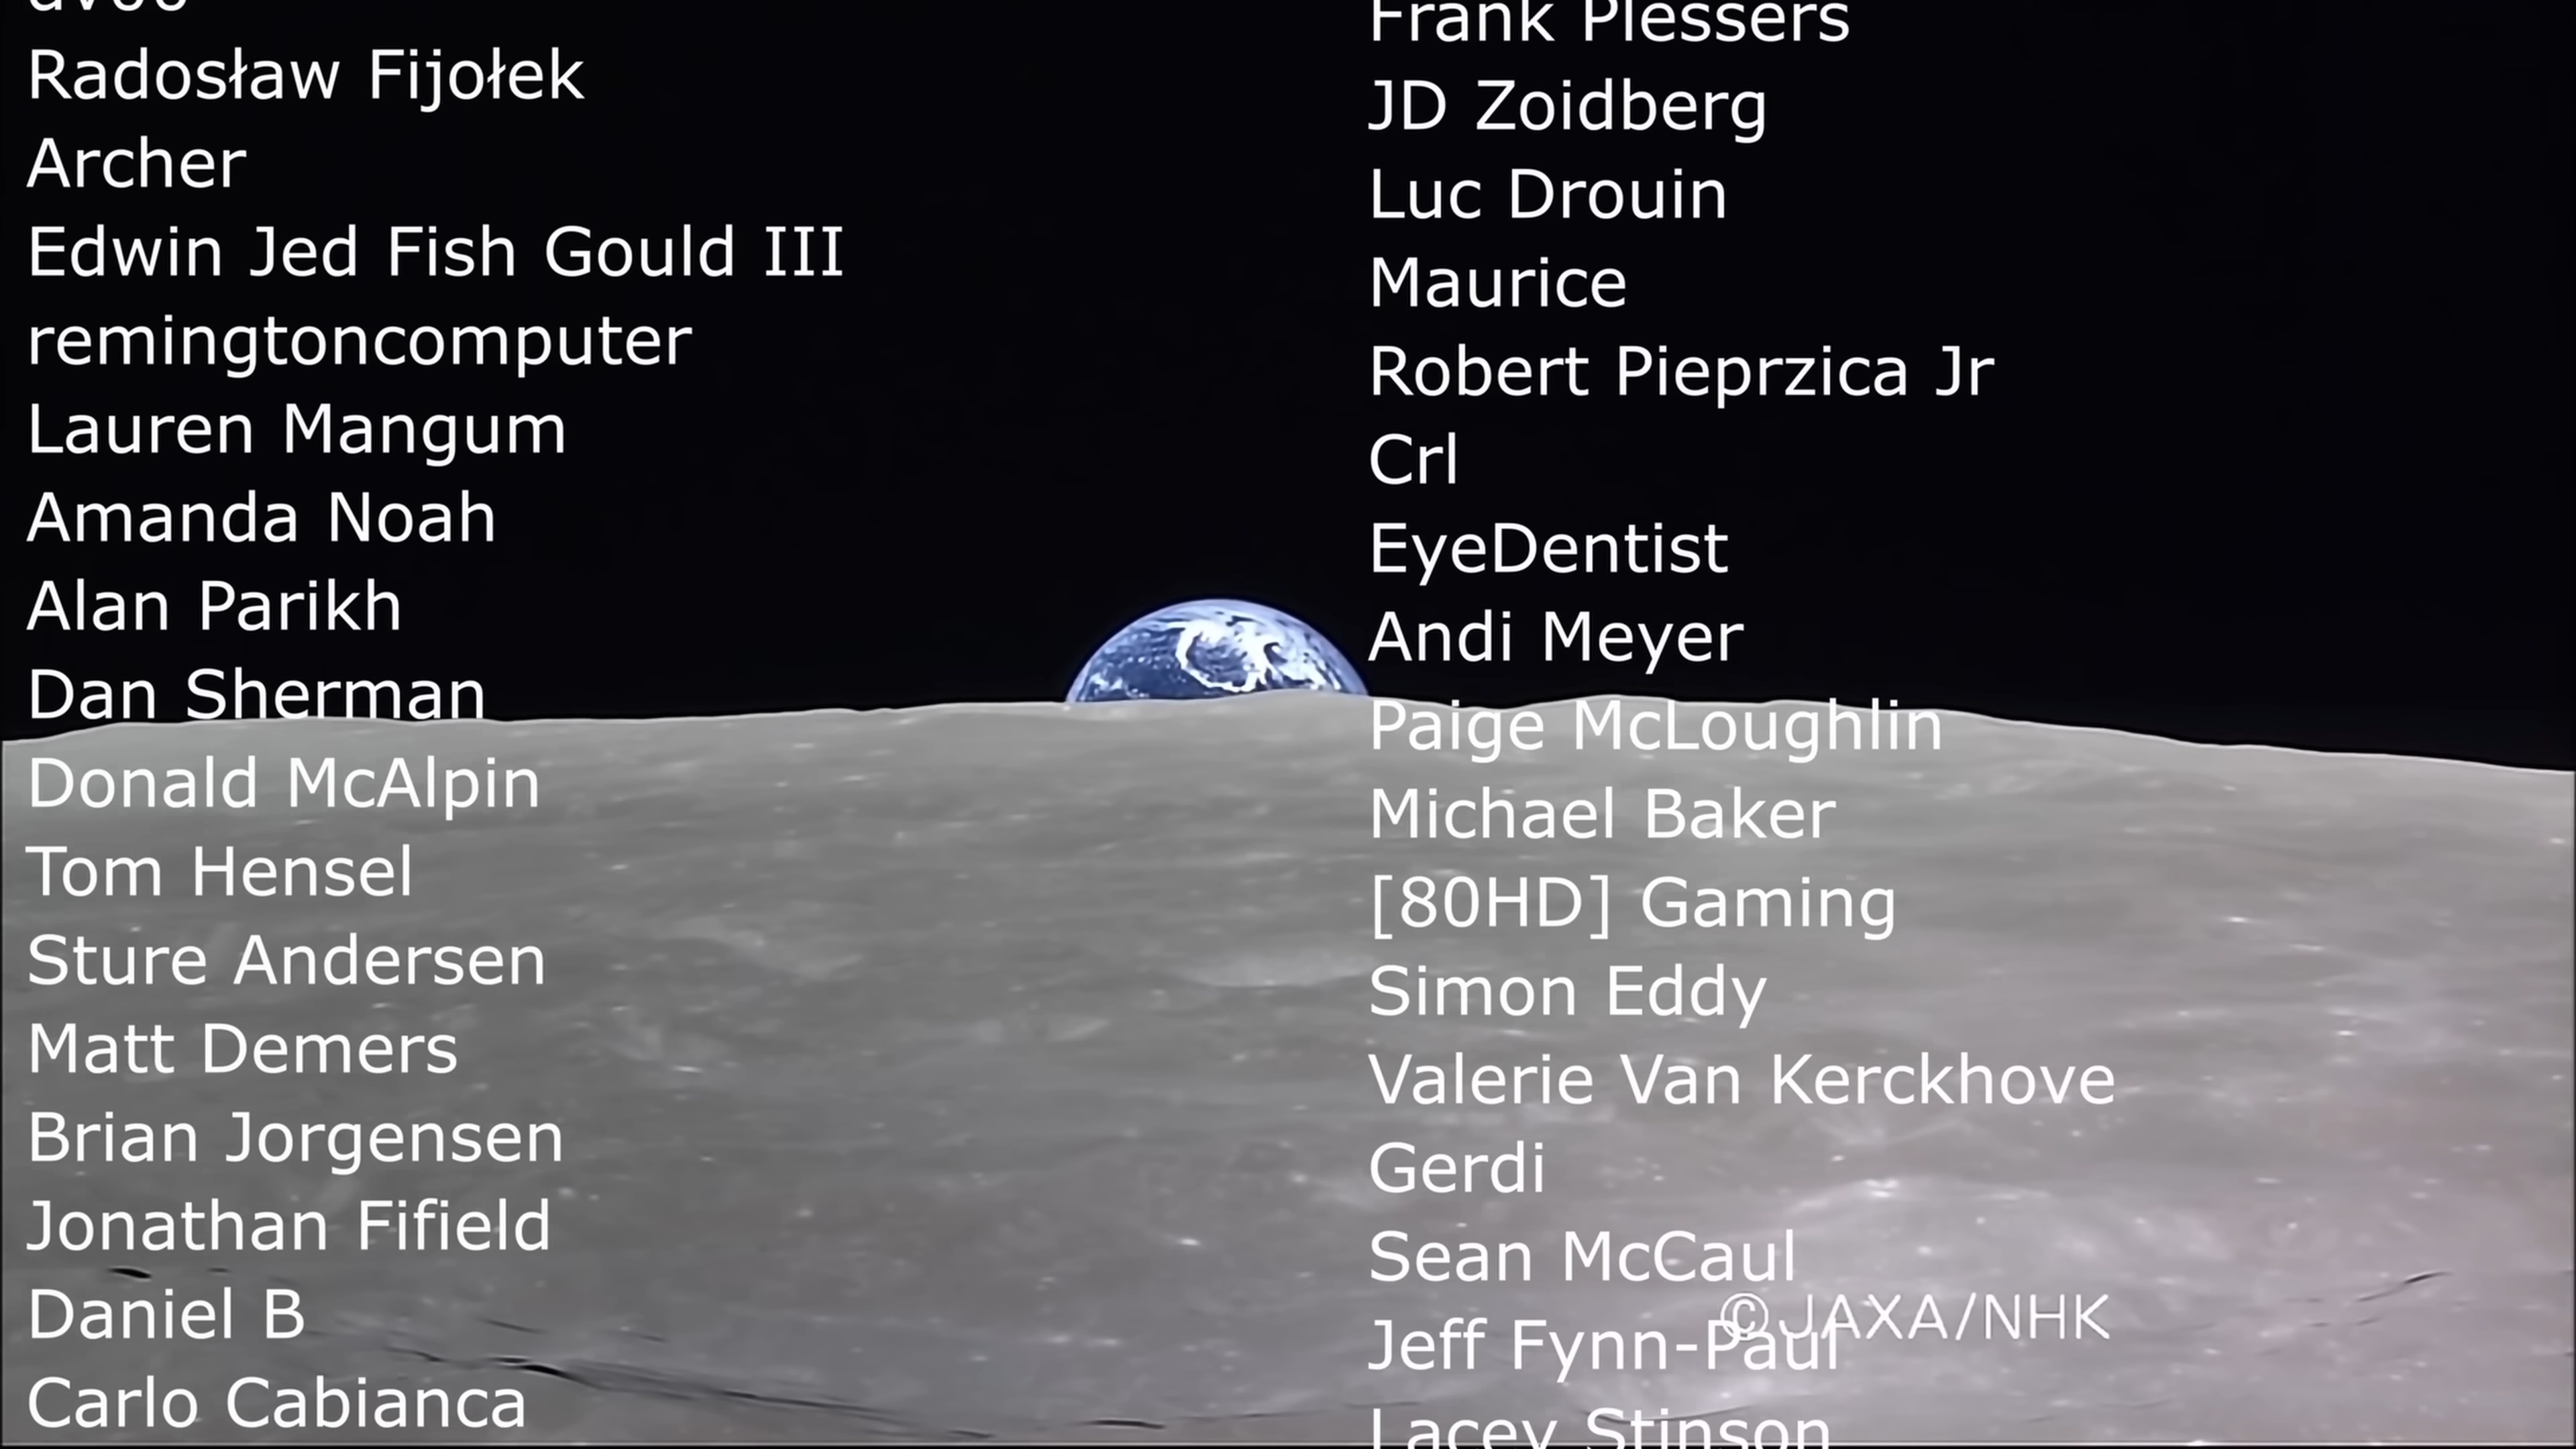 Radosław Fijołek
Archer
Edwin Jed Fish Gould III
remingtoncomputer
Lauren Mangum
Amanda Noah
Alan Parikh
Dan Sherman
Donald McAlpin
Tom Hensel
Sture Andersen
Matt Demers
Brian Jorgensen
Jonathan Fifield
Daniel B
Carlo Cabianca
Frank Plessers
JD Zoidberg
Luc Drouin
Maurice
Robert Pieprzica Jr
Crl
EyeDentist
Andi Meyer
Paige McLoughlin
Michael Baker
[80HD] Gaming
Simon Eddy
Valerie Van Kerckhove
Gerdi
Sean McCaul
Jeff Fynn-Paul
Lacey Stinson
©JAXA/NHK